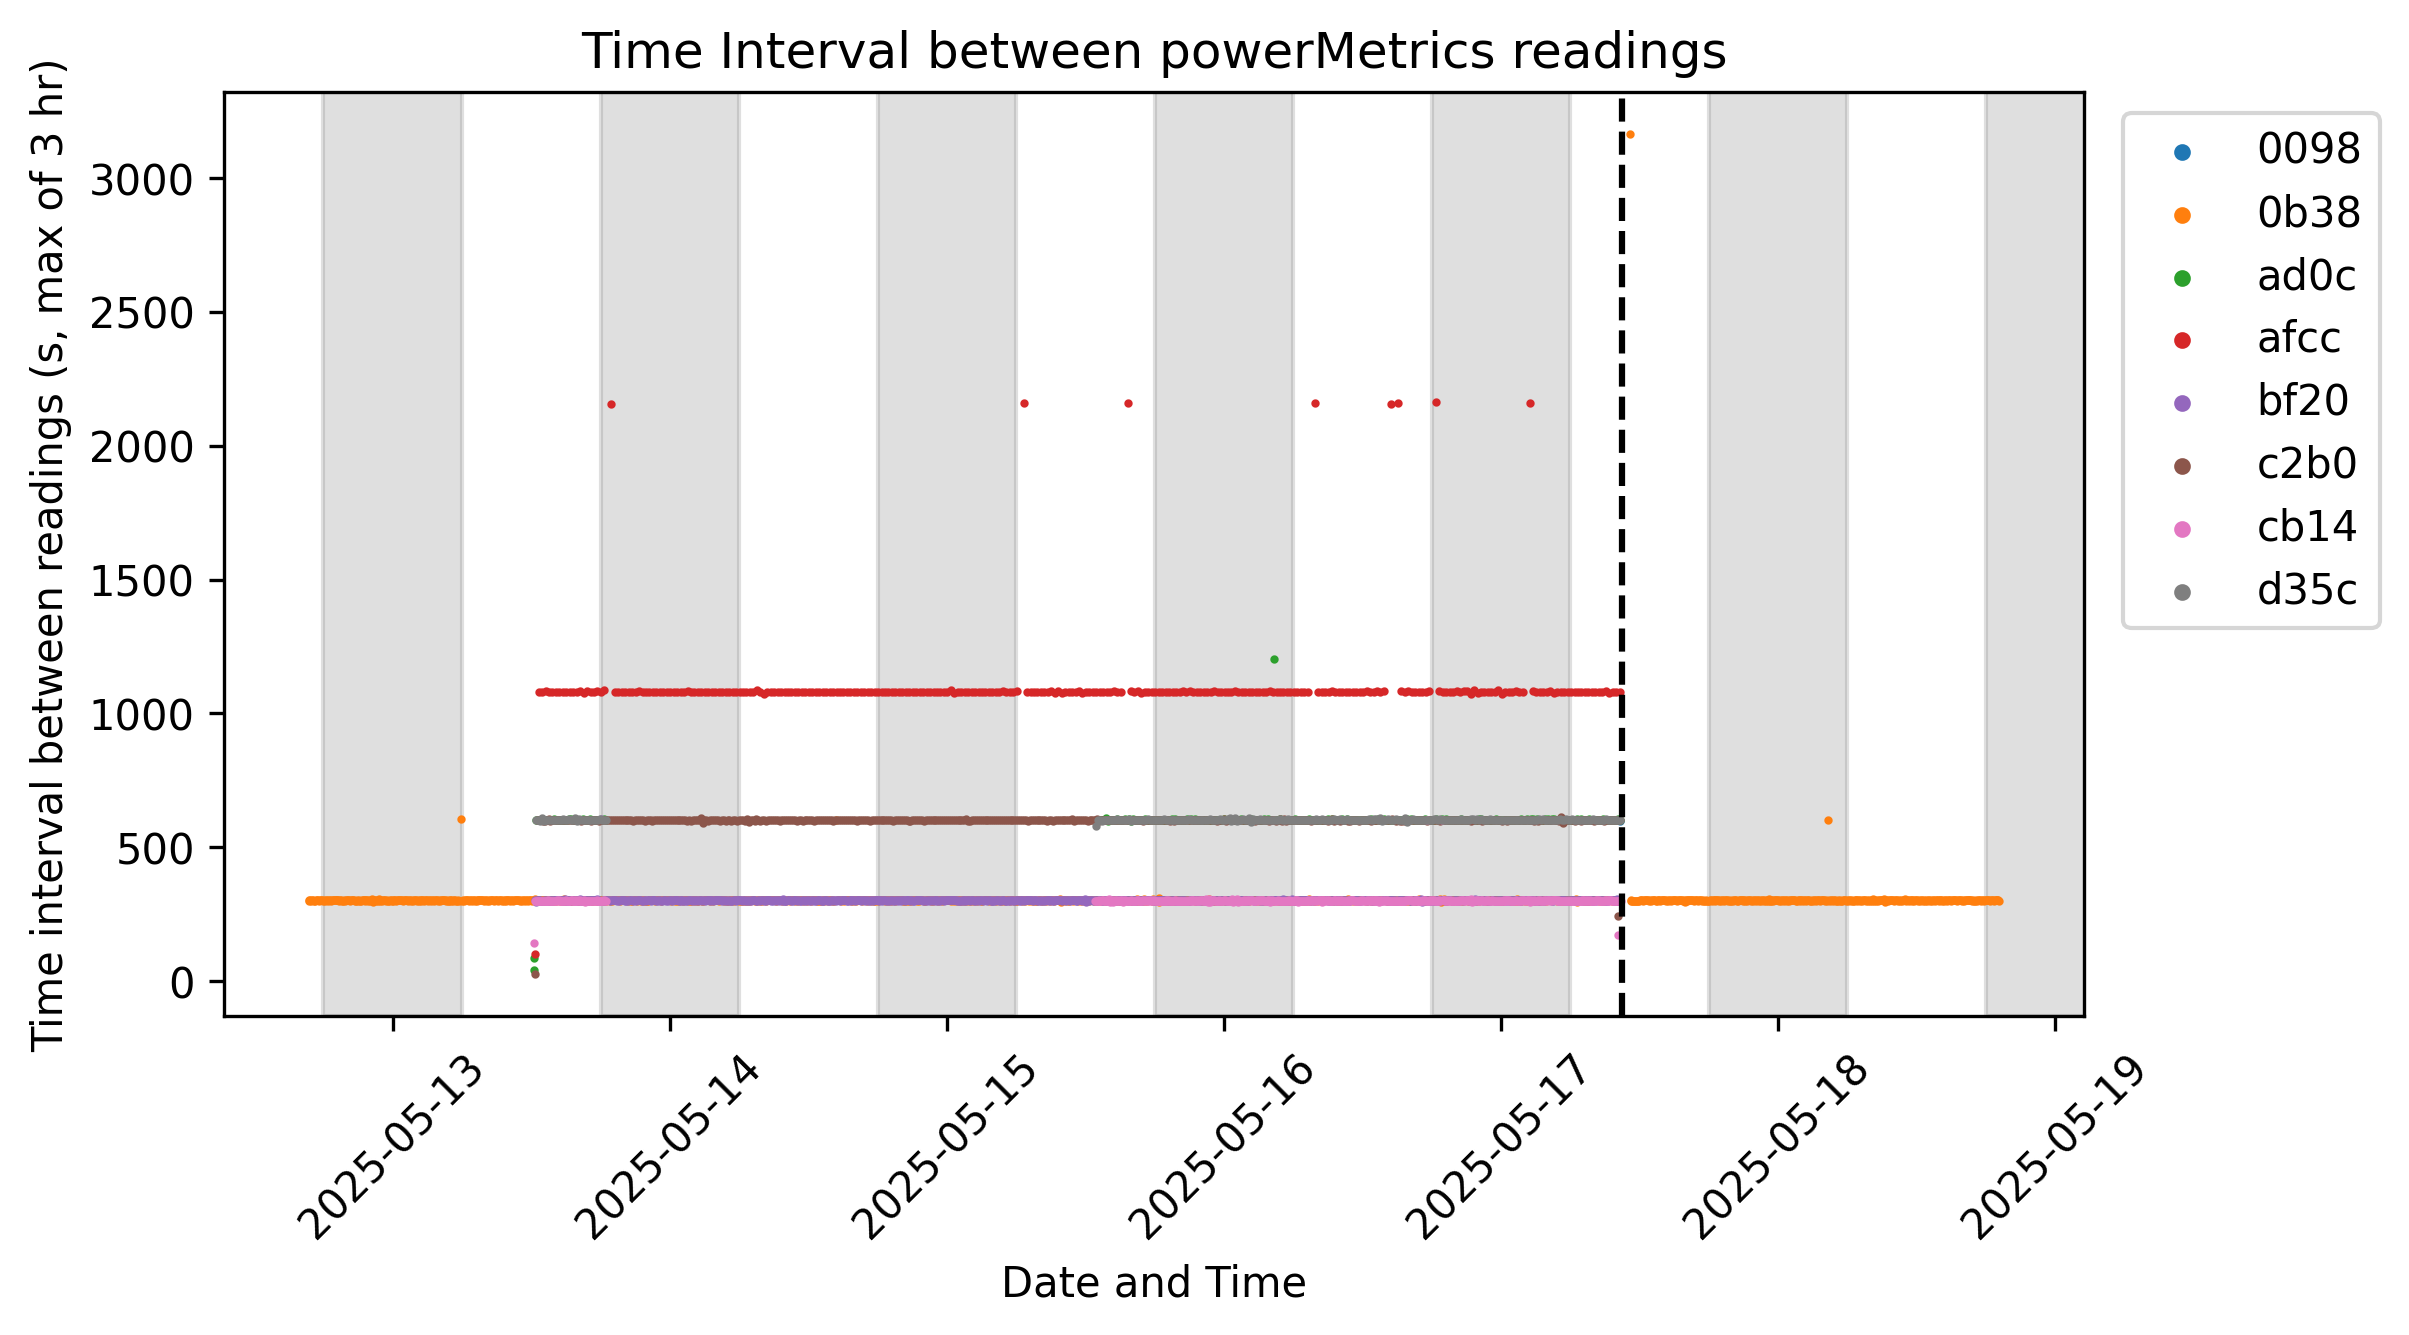 Time Interval between powerMetrics readings
Time interval between readings (s, max of 3 hr)
3000
2500
2000
1500
1000
500
0
2025-05-13
2025-05-14
2025-05-15
2025-05-16
2025-05-17
2025-05-18
2025-05-19
Date and Time
0098
0b38
ad0c
afcc
bf20
c2b0
cb14
d35c